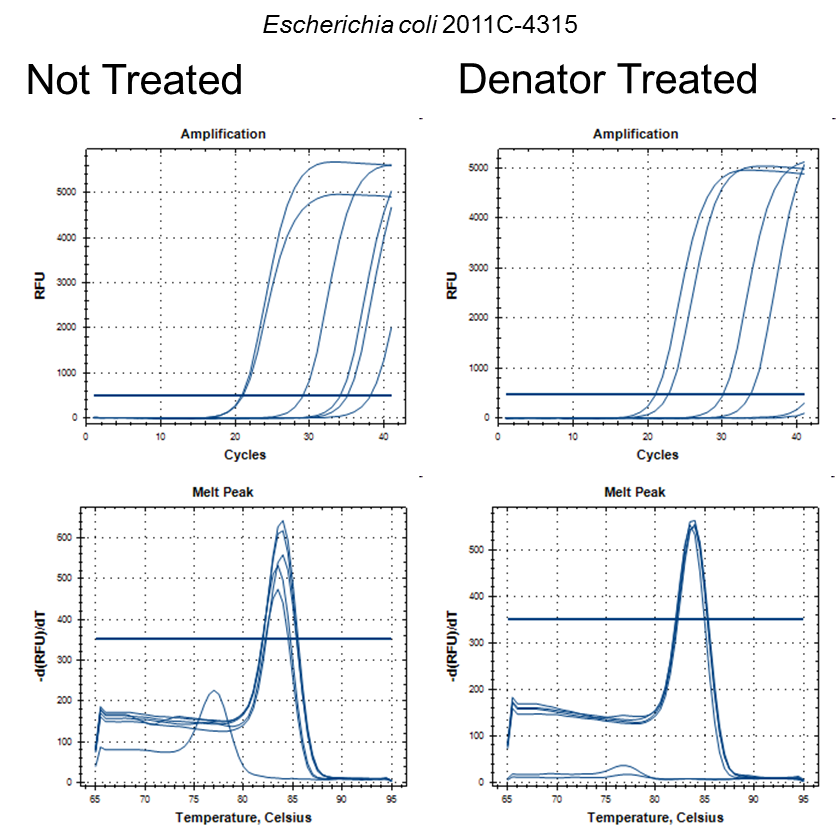 Escherichia coli 2011C-4315
Not Treated
Denator Treated
Amplification
RFU
5000
4000
3000
2000
1000
0
0 10 20 30 40
Cycles
Amplification
RFU
5000
4000
3000
2000
1000
0
0 10 20 30 40
Cycles
Melt Peak
-d(RFU)/dT
600
500
400
300
200
100
0
65 70 75 80 85 90 95
Temperature, Celsius
Melt Peak
-d(RFU)/dT
500
400
300
200
100
0
65 70 75 80 85 90 95
Temperature, Celsius